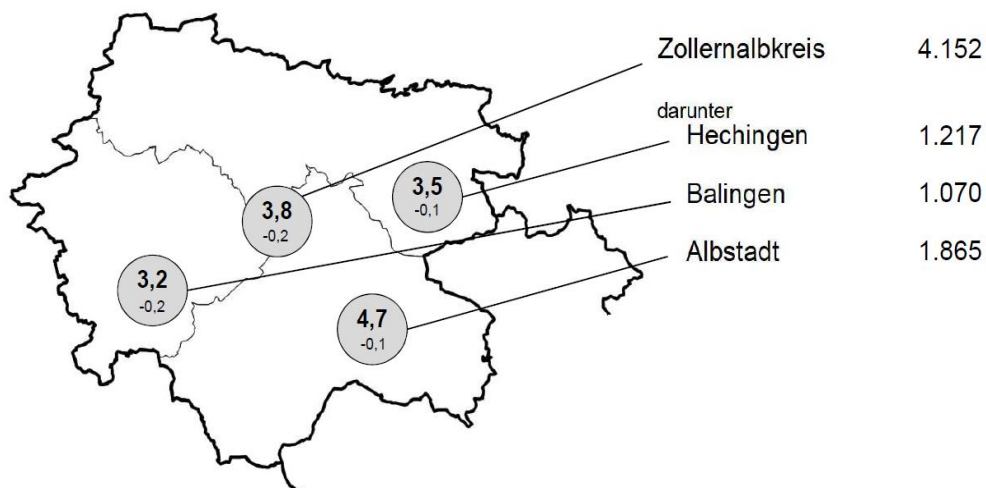 Zollernalbkreis 4.152
darunter
Hechingen 1.217
3,5
-0,1
Balingen 1.070
3,8
-0,2
Albstadt 1.865
3,2
-0,2
4,7
-0,1